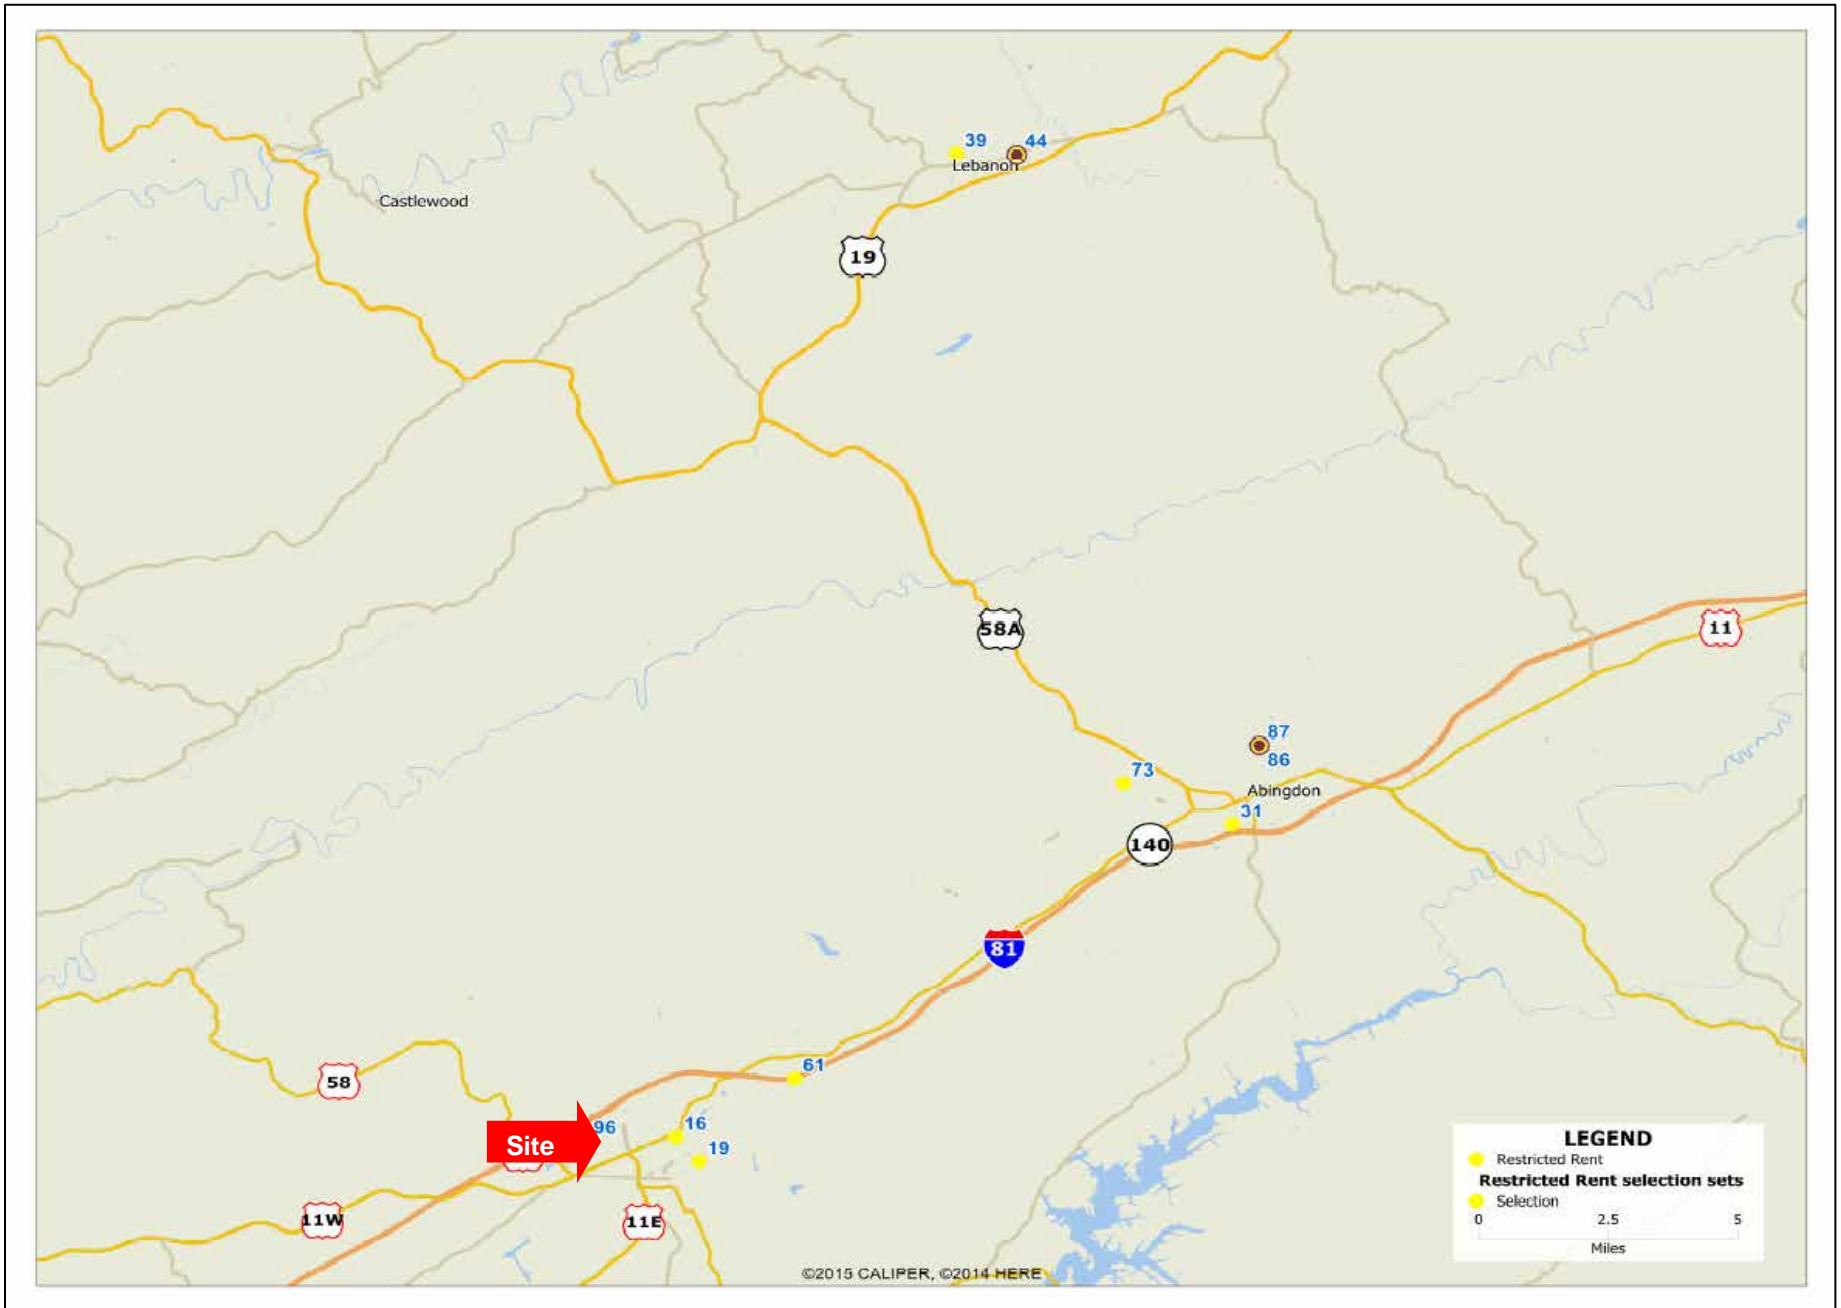 39
44
Lebanon
Castlewood
19
58A
11
87
86
73
Abingdon
31
140
81
61
58
96
16
Site
19
11W
11E
LEGEND
Restricted Rent
Restricted Rent selection sets
Selection
0 2.5 5
Miles
©2015 CALIPER, ©2014 HERE